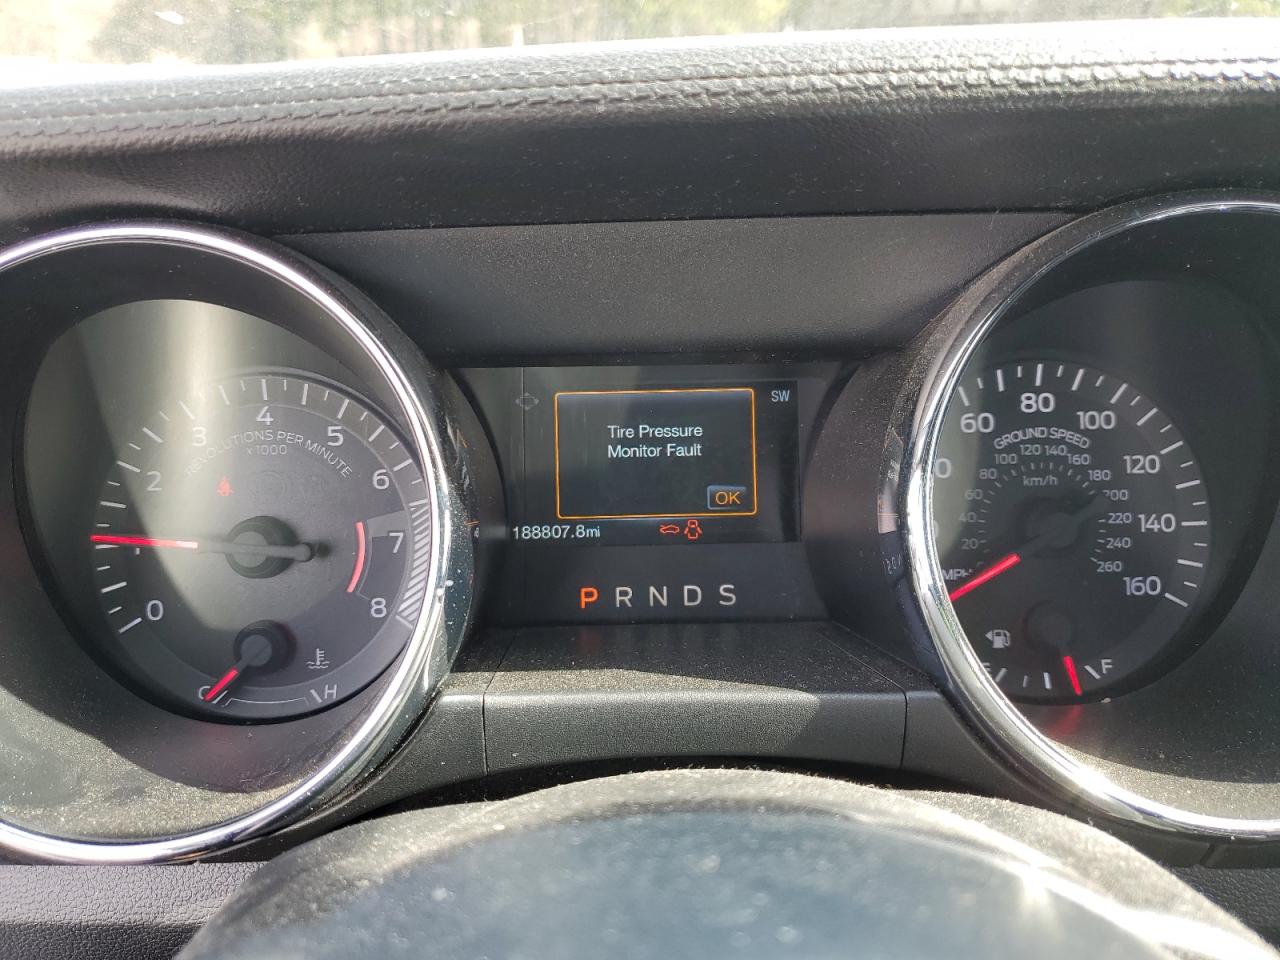 SW
Tire Pressure
Monitor Fault
OK
188807.8mi
P R N D S
0
1
2
3
4
5
6
7
8
REVOLUTIONS PER MINUTE
x1000
C
H
60
80
100
120
140
160
GROUND SPEED
km/h
20
40
60
80
100
120
140
160
180
200
220
240
260
MPH
E
F